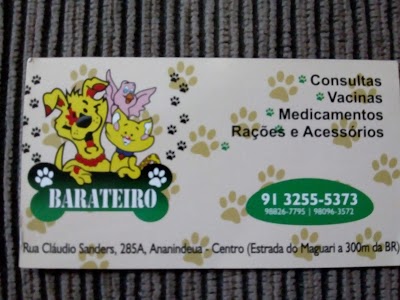 Consultas
Vacinas
Medicamentos
Rações e Acessórios
BARATEIRO
91 3255-5373
98826-7795 | 98096-3572
Rua Cláudio Sanders, 285A, Ananindeua - Centro (Estrada do Maguari a 300m da BR)